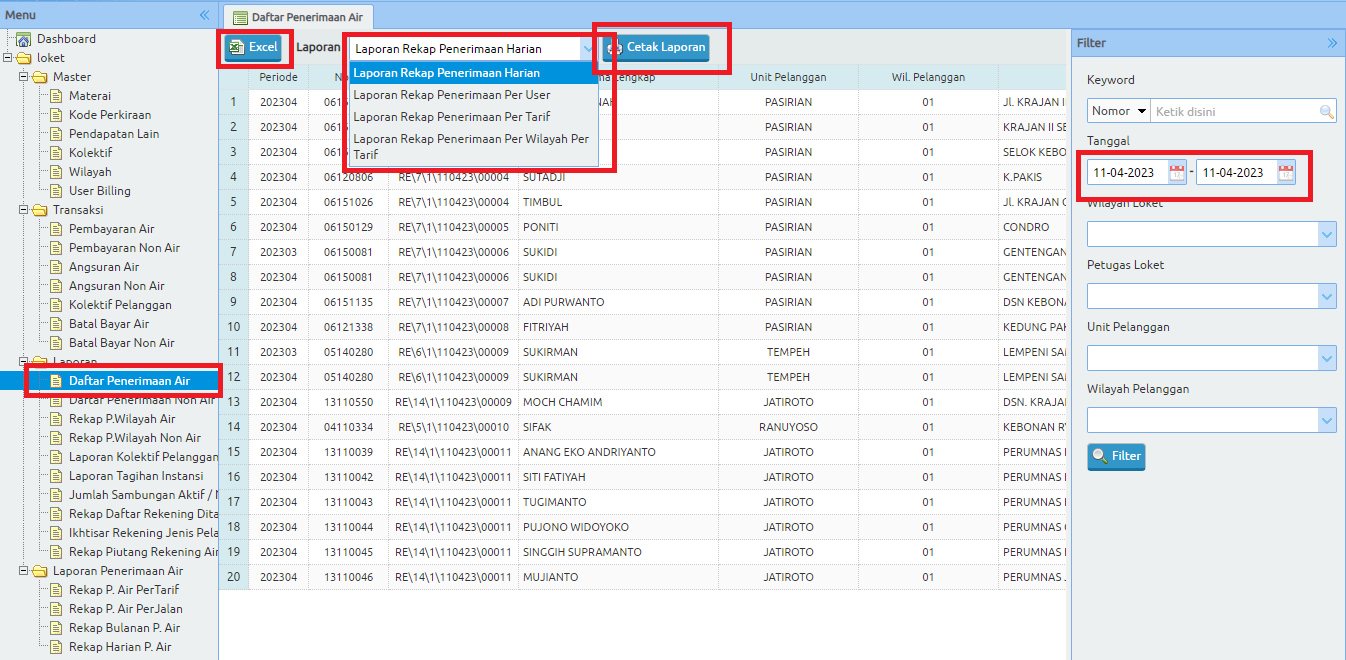 Menu
Dashboard
loket
Master
Materai
Kode Perkiraan
Pendapatan Lain
Kolektif
Wilayah
User Billing
Transaksi
Pembayaran Air
Pembayaran Non Air
Angsuran Air
Angsuran Non Air
Kolektif Pelanggan
Batal Bayar Air
Batal Bayar Non Air
Laporan
Daftar Penerimaan Air
Daftar Penerimaan Non Air
Rekap P.Wilayah Air
Rekap P.Wilayah Non Air
Laporan Kolektif Pelanggan
Laporan Tagihan Instansi
Jumlah Sambungan Aktif /
Rekap Daftar Rekening Dita
Ikhtisar Rekening Jenis Pela
Rekap Piutang Rekening Air
Laporan Penerimaan Air
Rekap P. Air PerTarif
Rekap P. Air PerJalan
Rekap Bulanan P. Air
Rekap Harian P. Air
Daftar Penerimaan Air
Excel Laporan Laporan Rekap Penerimaan Harian Cetak Laporan
Laporan Rekap Penerimaan Harian
Laporan Rekap Penerimaan Per User
Laporan Rekap Penerimaan Per Tarif
Laporan Rekap Penerimaan Per Wilayah Per
Tarif
Periode No Lengkap Unit Pelanggan Wil. Pelanggan
1 202304 061 NAH PASIRIAN 01 JL. KRAJAN II
2 202304 061 PASIRIAN 01 KRAJAN II SE
3 202304 061 PASIRIAN 01 SELOK KEBO
4 202304 06120806 RE\7\1\110423\00004 SUTADJI PASIRIAN 01 K.PAKIS
5 202304 06151026 RE\7\1\110423\00004 TIMBUL PASIRIAN 01 JL. KRAJAN
6 202304 06150129 RE\7\1\110423\00005 PONITI PASIRIAN 01 CONDRO
7 202303 06150081 RE\7\1\110423\00006 SUKIDI PASIRIAN 01 GENTENGAN
8 202304 06150081 RE\7\1\110423\00006 SUKIDI PASIRIAN 01 GENTENGAN
9 202304 06151135 RE\7\1\110423\00007 ADI PURWANTO PASIRIAN 01 DSN KEBONA
10 202304 06121338 RE\7\1\110423\00008 FITRIYAH PASIRIAN 01 KEDUNG PAK
11 202303 05140280 RE\6\1\110423\00009 SUKIRMAN TEMPEH 01 LEMPENI SA
12 202304 05140280 RE\6\1\110423\00009 SUKIRMAN TEMPEH 01 LEMPENI SA
13 202304 13110550 RE\14\1\110423\00009 MOCH CHAMIM JATIROTO 01 DSN. KRAJA
14 202304 04110334 RE\5\1\110423\00010 SIFAK RANUYOSO 01 KEBONAN
15 202304 13110039 RE\14\1\110423\00011 ANANG EKO ANDRIYANTO JATIROTO 01 PERUMNAS
16 202304 13110042 RE\14\1\110423\00011 SITI FATIYAH JATIROTO 01 PERUMNAS
17 202304 13110043 RE\14\1\110423\00011 TUGIMANTO JATIROTO 01 PERUMNAS
18 202304 13110044 RE\14\1\110423\00011 PUJONO WIDOYOKO JATIROTO 01 PERUMNAS
19 202304 13110045 RE\14\1\110423\00011 SINGGIH SUPRAMANTO JATIROTO 01 PERUMNAS
20 202304 13110046 RE\14\1\110423\00011 MUJIANTO JATIROTO 01 PERUMNAS
Filter
Keyword
Nomor Ketik disini
Tanggal
11-04-2023 - 11-04-2023
Wilayah Loket
Petugas Loket
Unit Pelanggan
Wilayah Pelanggan
Filter